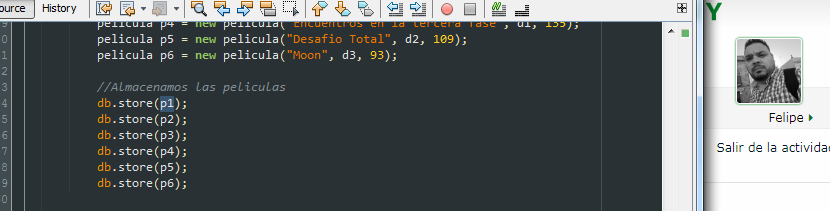 Source History
pelicula p4 = new pelicula("Encuentros en la tercera fase", d1, 135);
pelicula p5 = new pelicula("Desafio Total", d2, 109);
pelicula p6 = new pelicula("Moon", d3, 93);
//Almacenamos las peliculas
db.store(p1);
db.store(p2);
db.store(p3);
db.store(p4);
db.store(p5);
db.store(p6);
Y
Felipe
Salir de la actividad